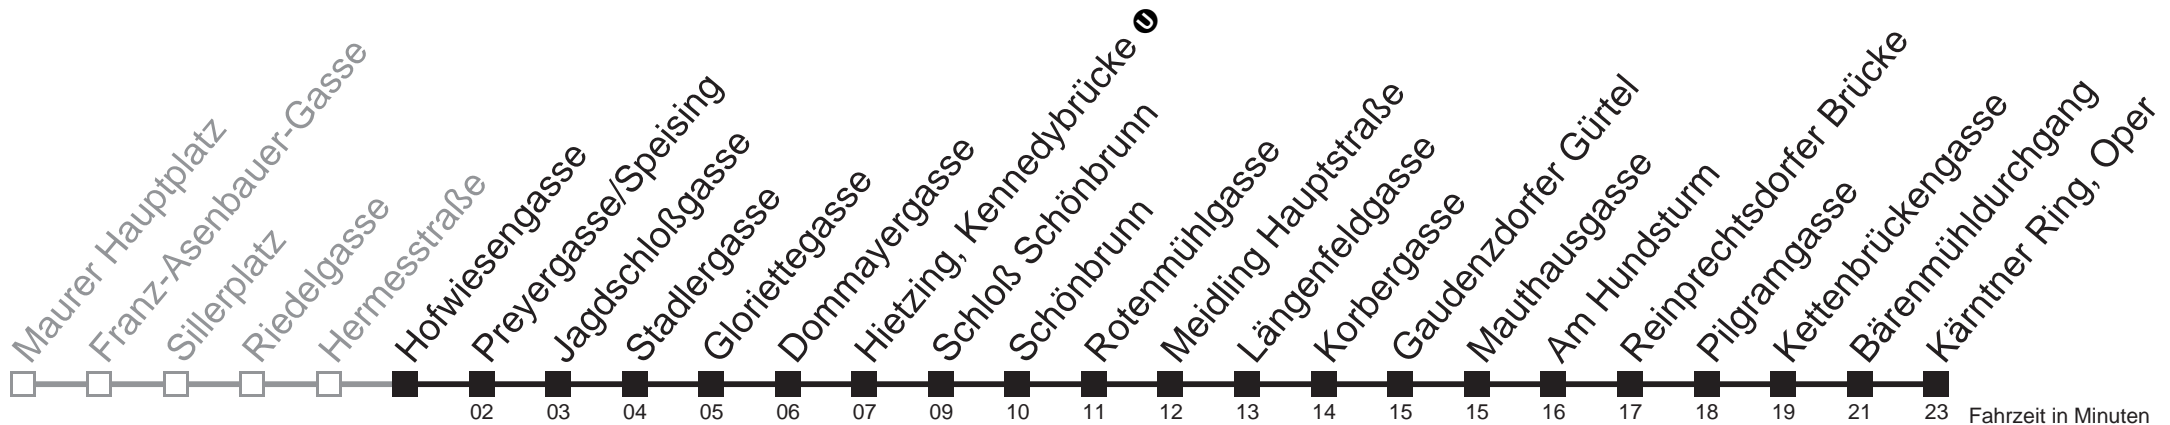 Maurer Hauptplatz
Franz-Asenbauer-Gasse
Sillerplatz
Riedelgasse
Hermesstraße
Hofwiesengasse
Preyergasse/Speising
Jagdschloßgasse
Stadlergasse
Gloriettegasse
Dommayergasse
Hietzing, Kennedybrücke U
Schloß Schönbrunn
Schönbrunn
Rotenmühlgasse
Meidling Hauptstraße
Längenfeldgasse
Korbergasse
Gaudenzdorfer Gürtel
Mauthausgasse
Am Hundsturm
Reinprechtsdorfer Brücke
Pilgramgasse
Kettenbrückengasse
Bärenmühldurchgang
Kärntner Ring, Oper
02 03 04 05 06 07 09 10 11 12 13 14 15 15 16 17 18 19 21 23 Fahrzeit in Minuten